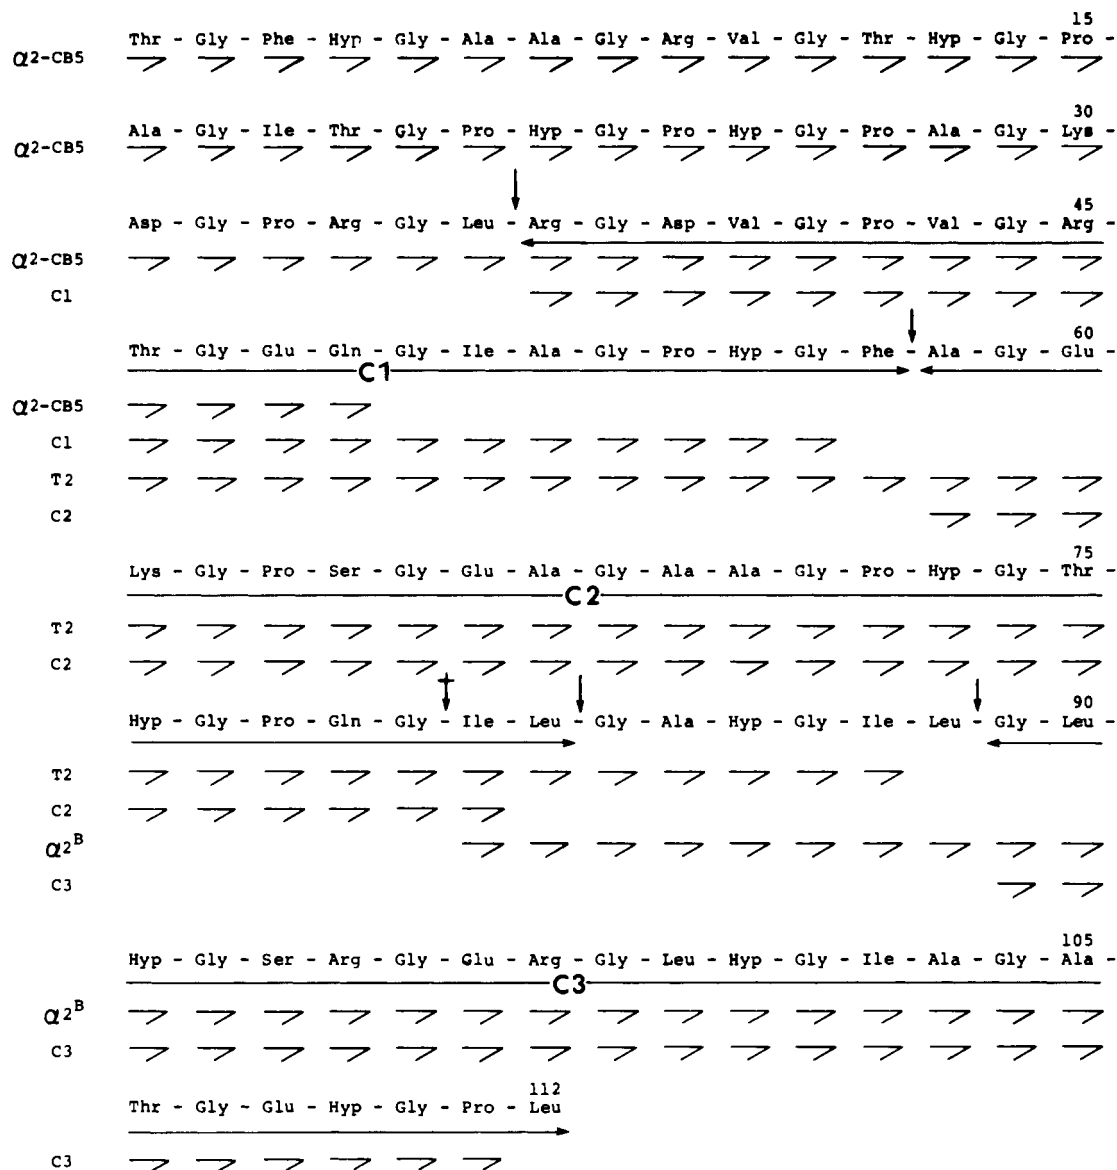 15
Thr - Gly - Phe - Hyp - Gly - Ala - Ala - Gly - Arg - Val - Gly - Thr - Hyp - Gly - Pro -
α2-CB5
30
Ala - Gly - Ile - Thr - Gly - Pro - Hyp - Gly - Pro - Hyp - Gly - Pro - Ala - Gly - Lys -
α2-CB5
45
Asp - Gly - Pro - Arg - Gly - Leu - Arg - Gly - Asp - Val - Gly - Pro - Val - Gly - Arg -
α2-CB5
C1
60
Thr - Gly - Glu - Gln - Gly - Ile - Ala - Gly - Pro - Hyp - Gly - Phe - Ala - Gly - Glu -
C1
α2-CB5
C1
T2
C2
75
Lys - Gly - Pro - Ser - Gly - Glu - Ala - Gly - Ala - Ala - Gly - Pro - Hyp - Gly - Thr -
C2
T2
C2
90
Hyp - Gly - Pro - Gln - Gly - Ile - Leu - Gly - Ala - Hyp - Gly - Ile - Leu - Gly - Leu -
T2
C2
α2B
C3
105
Hyp - Gly - Ser - Arg - Gly - Glu - Arg - Gly - Leu - Hyp - Gly - Ile - Ala - Gly - Ala -
C3
α2B
C3
112
Thr - Gly - Glu - Hyp - Gly - Pro - Leu
C3